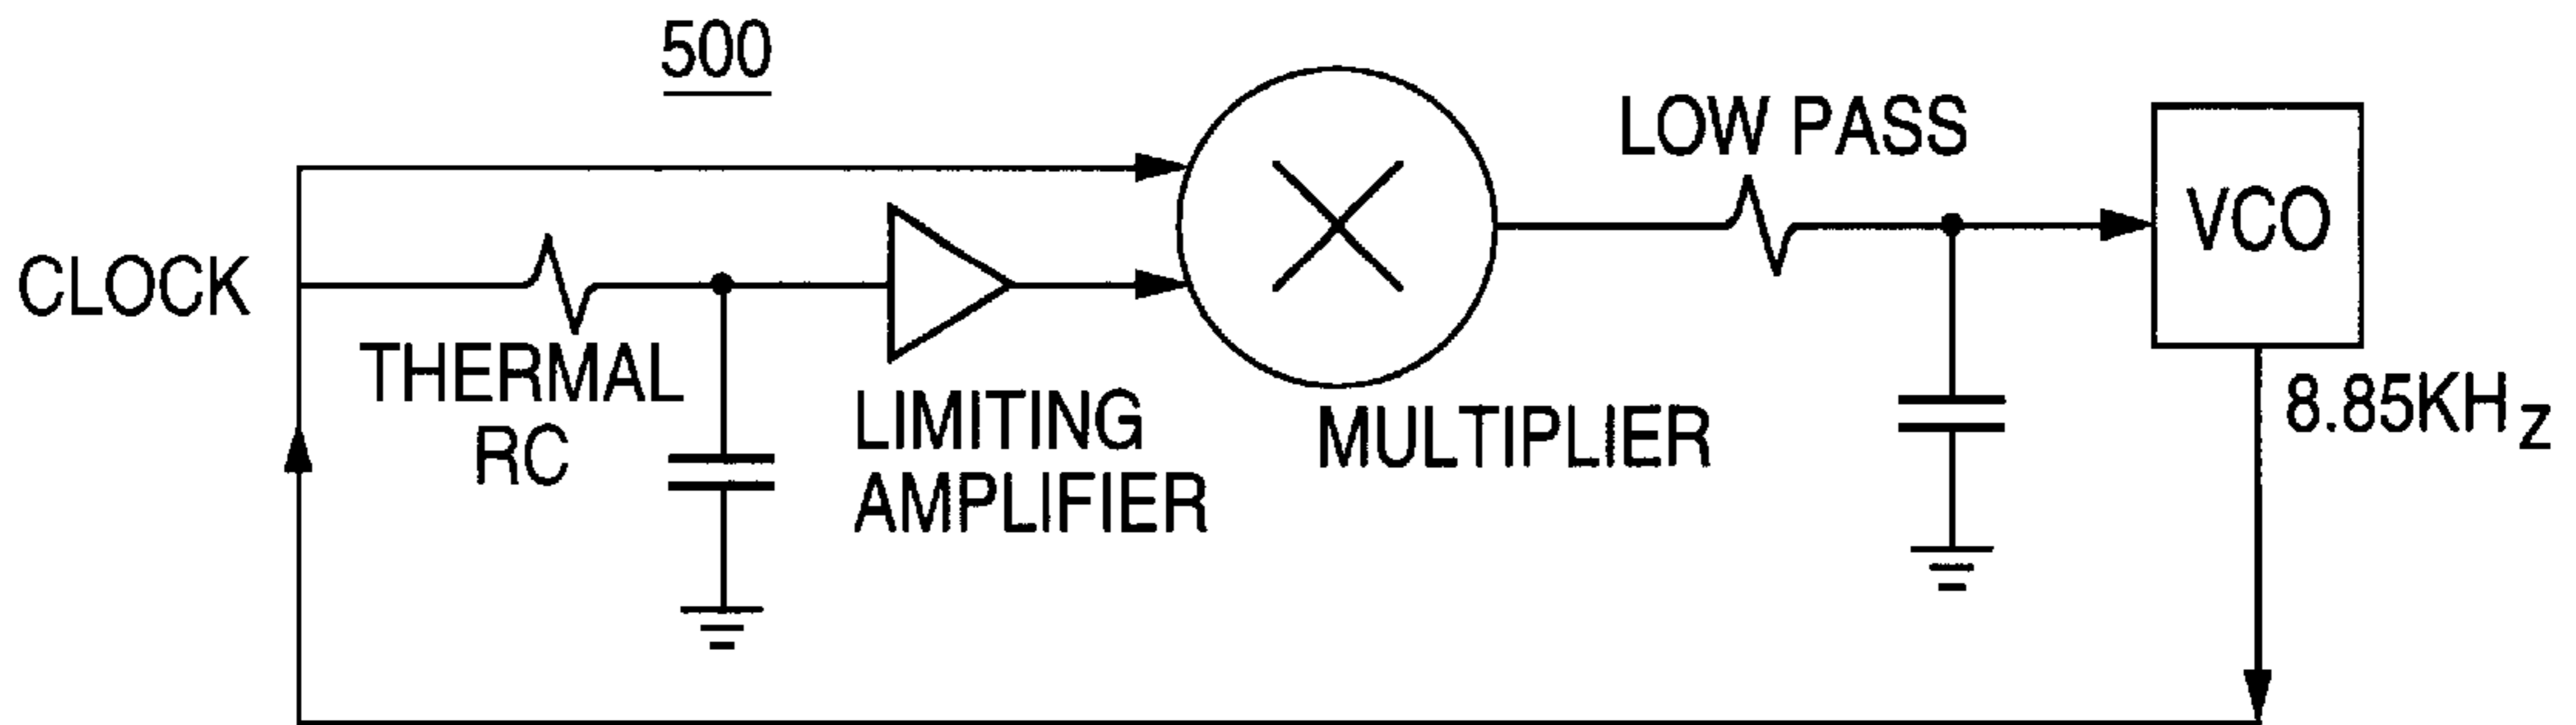 500
CLOCK
THERMAL
RC
LIMITING
AMPLIFIER
MULTIPLIER
LOW PASS
VCO
8.85KHz